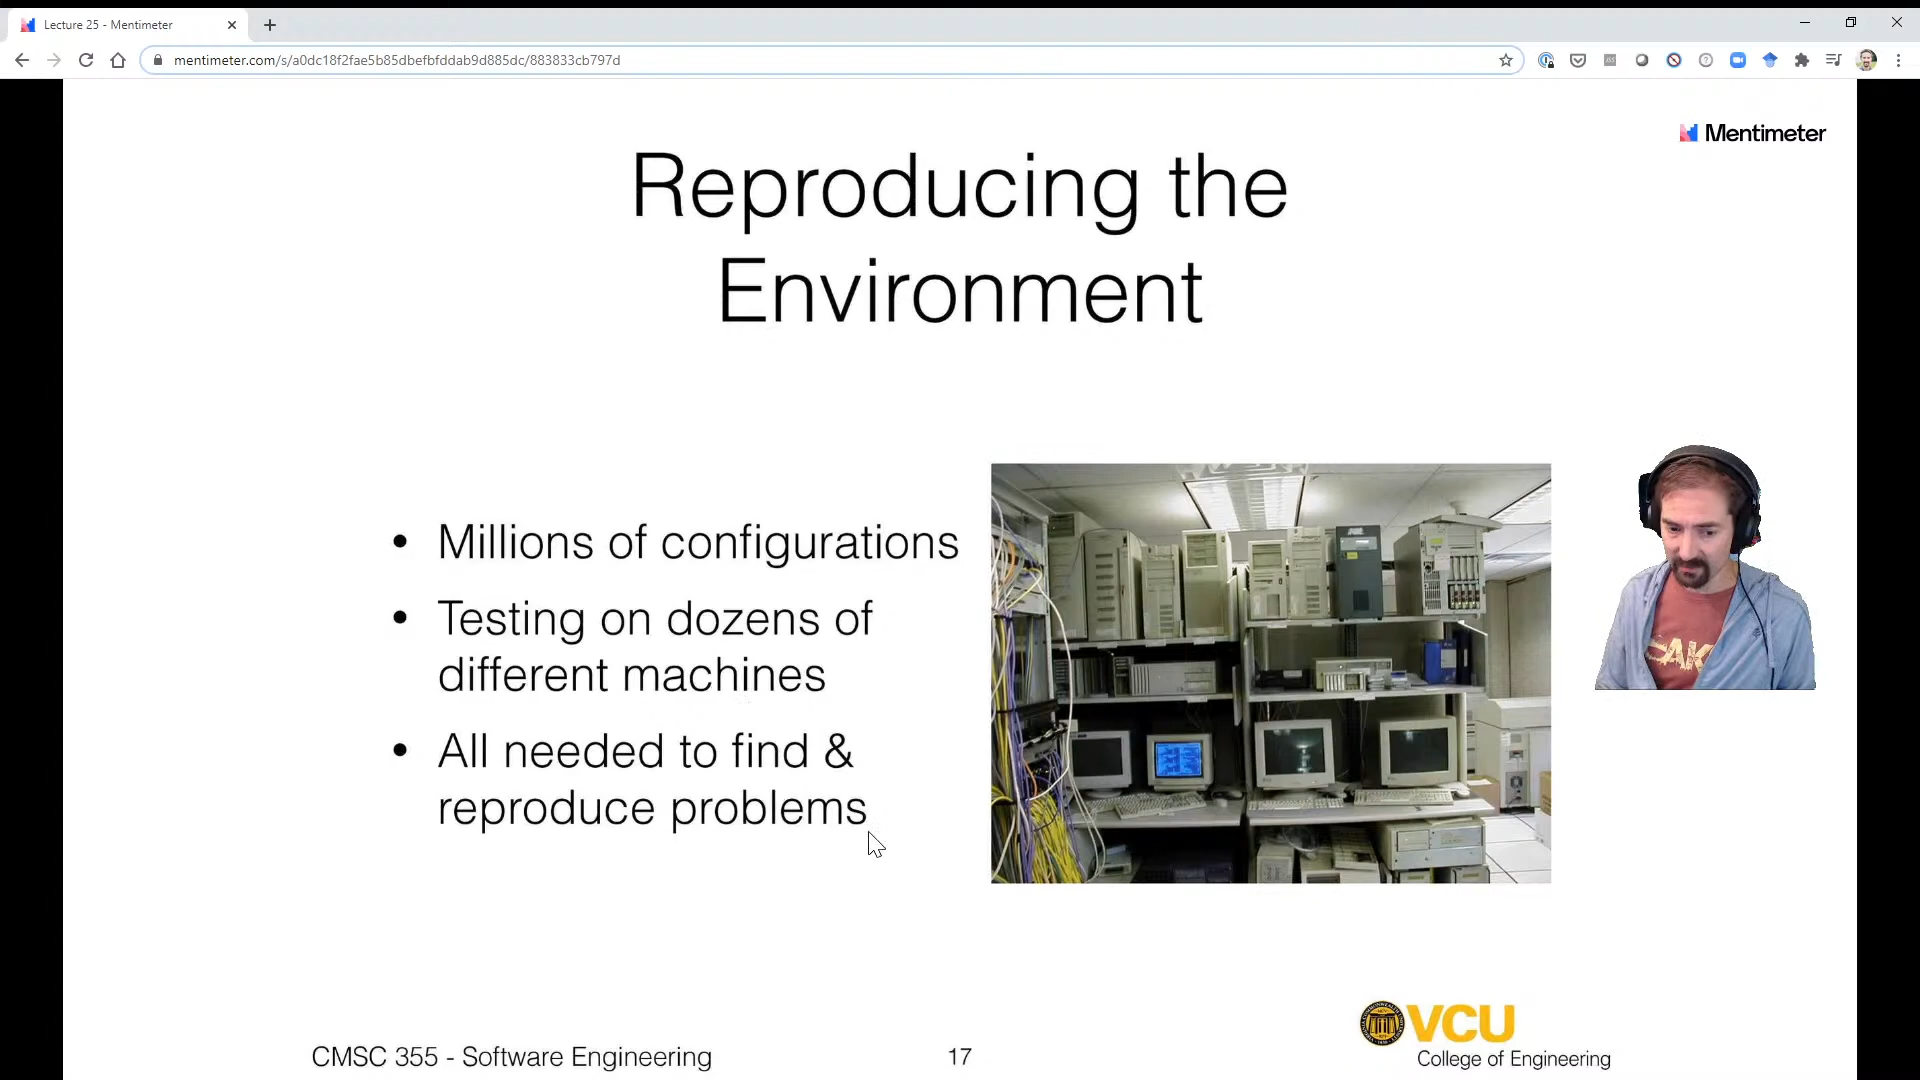 Lecture 25 - Mentimeter
mentimeter.com/s/a0dc18f2fae5b85dbefbfddab9d885dc/883833cb797d
Mentimeter
Reproducing the
Environment
• Millions of configurations
• Testing on dozens of
different machines
• All needed to find &
reproduce problems
CMSC 355 - Software Engineering
17
VCU
College of Engineering